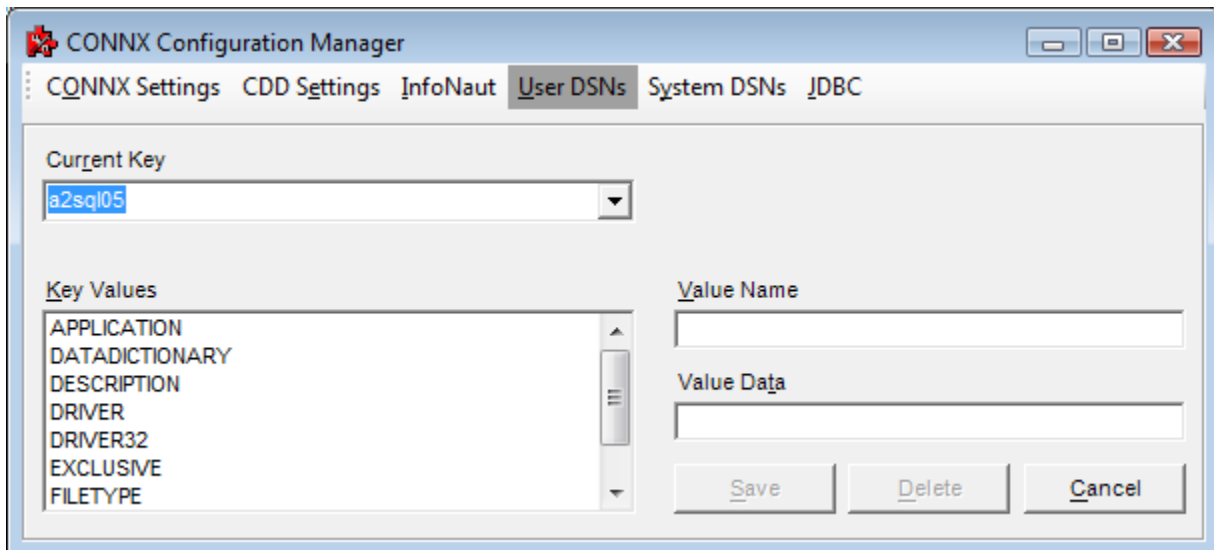 CONNX Configuration Manager
CONNX Settings CDD Settings InfoNaut User DSNs System DSNs JDBC
Current Key
a2sql05
Key Values
APPLICATION
DATADICTIONARY
DESCRIPTION
DRIVER
DRIVER32
EXCLUSIVE
FILETYPE
Value Name
Value Data
Save Delete Cancel